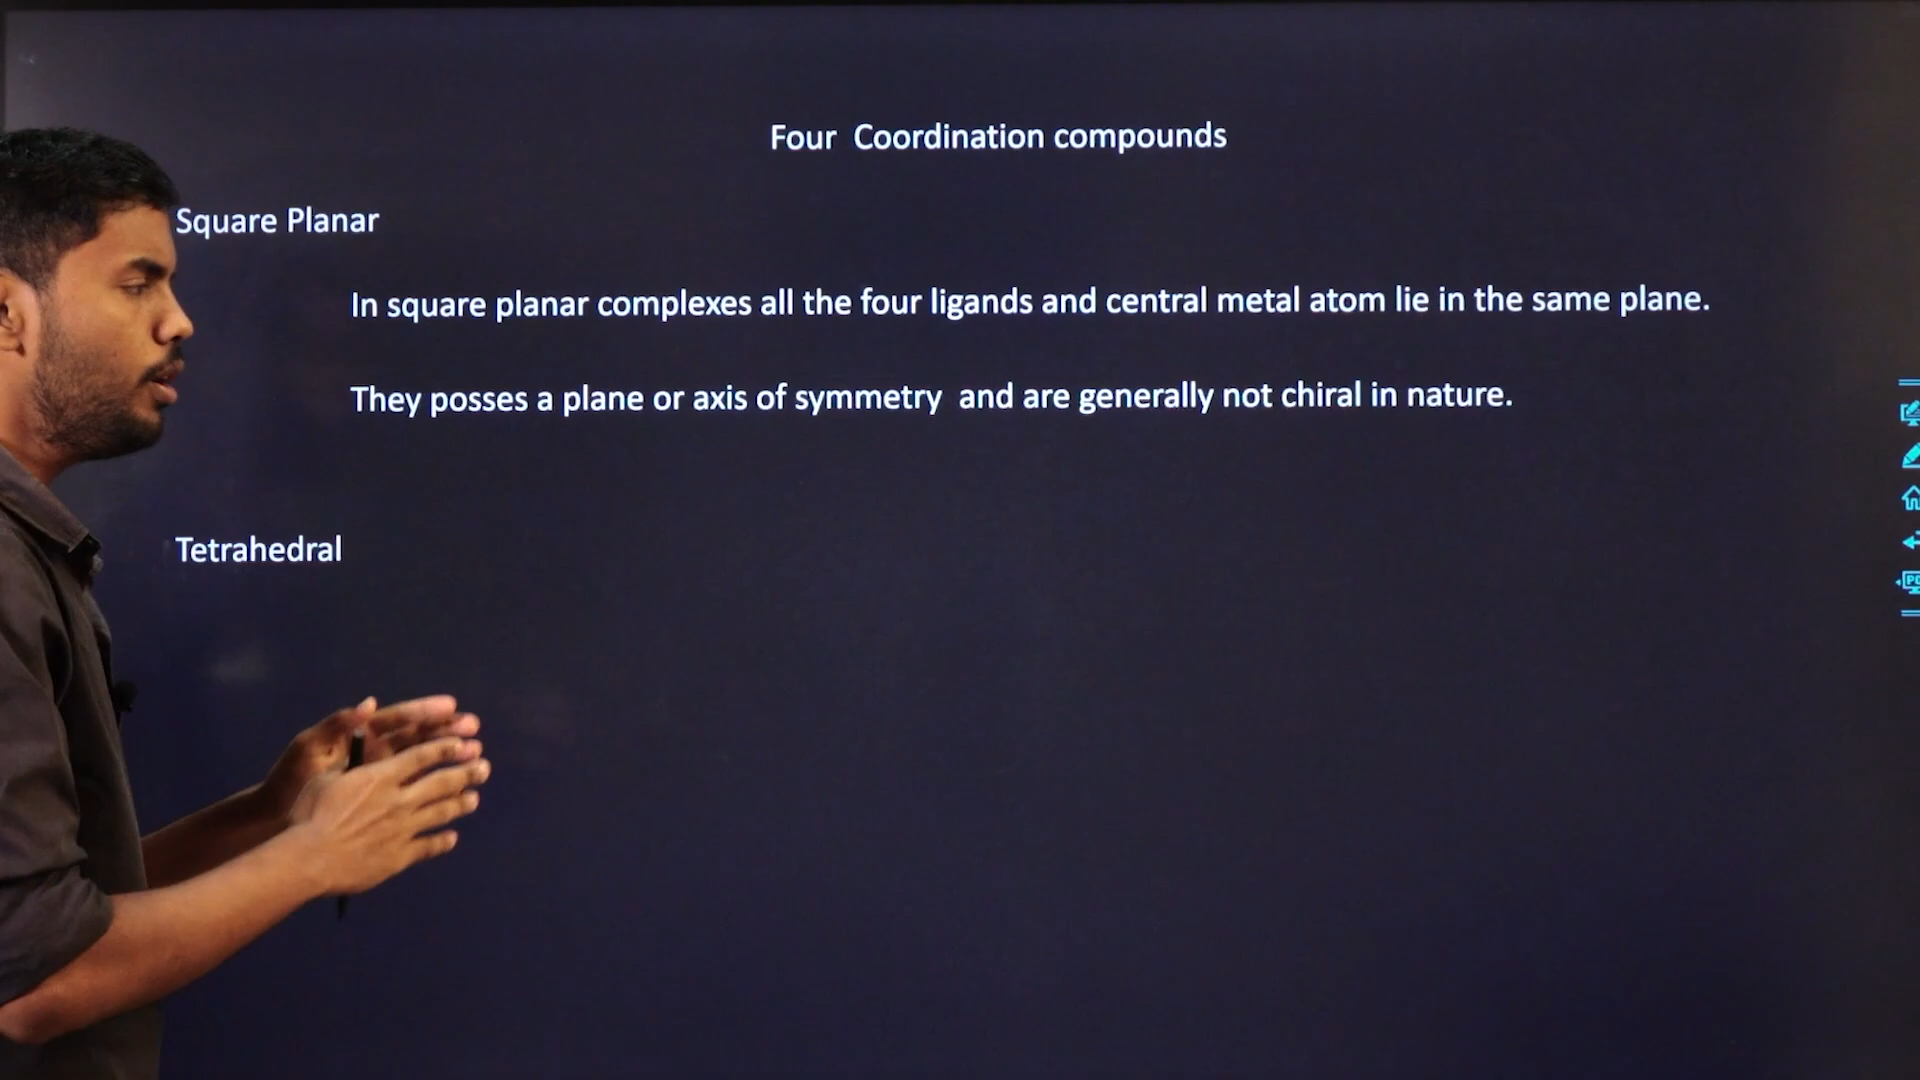 Four Coordination compounds
Square Planar
In square planar complexes all the four ligands and central metal atom lie in the same plane.
They posses a plane or axis of symmetry and are generally not chiral in nature.
Tetrahedral